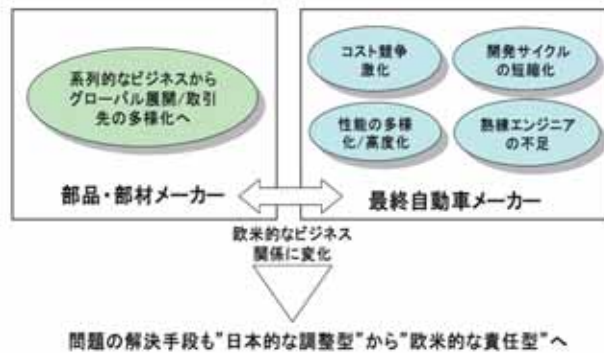 系列的なビジネスから
グローバル展開/取引
先の多様化へ
部品・部材メーカー
コスト競争
激化
開発サイクル
の短縮化
性能の多様
化/高度化
熟練エンジニア
の不足
最終自動車メーカー
欧米的なビジネス
関係に変化
問題の解決手段も"日本的な調整型"から"欧米的な責任型"へ